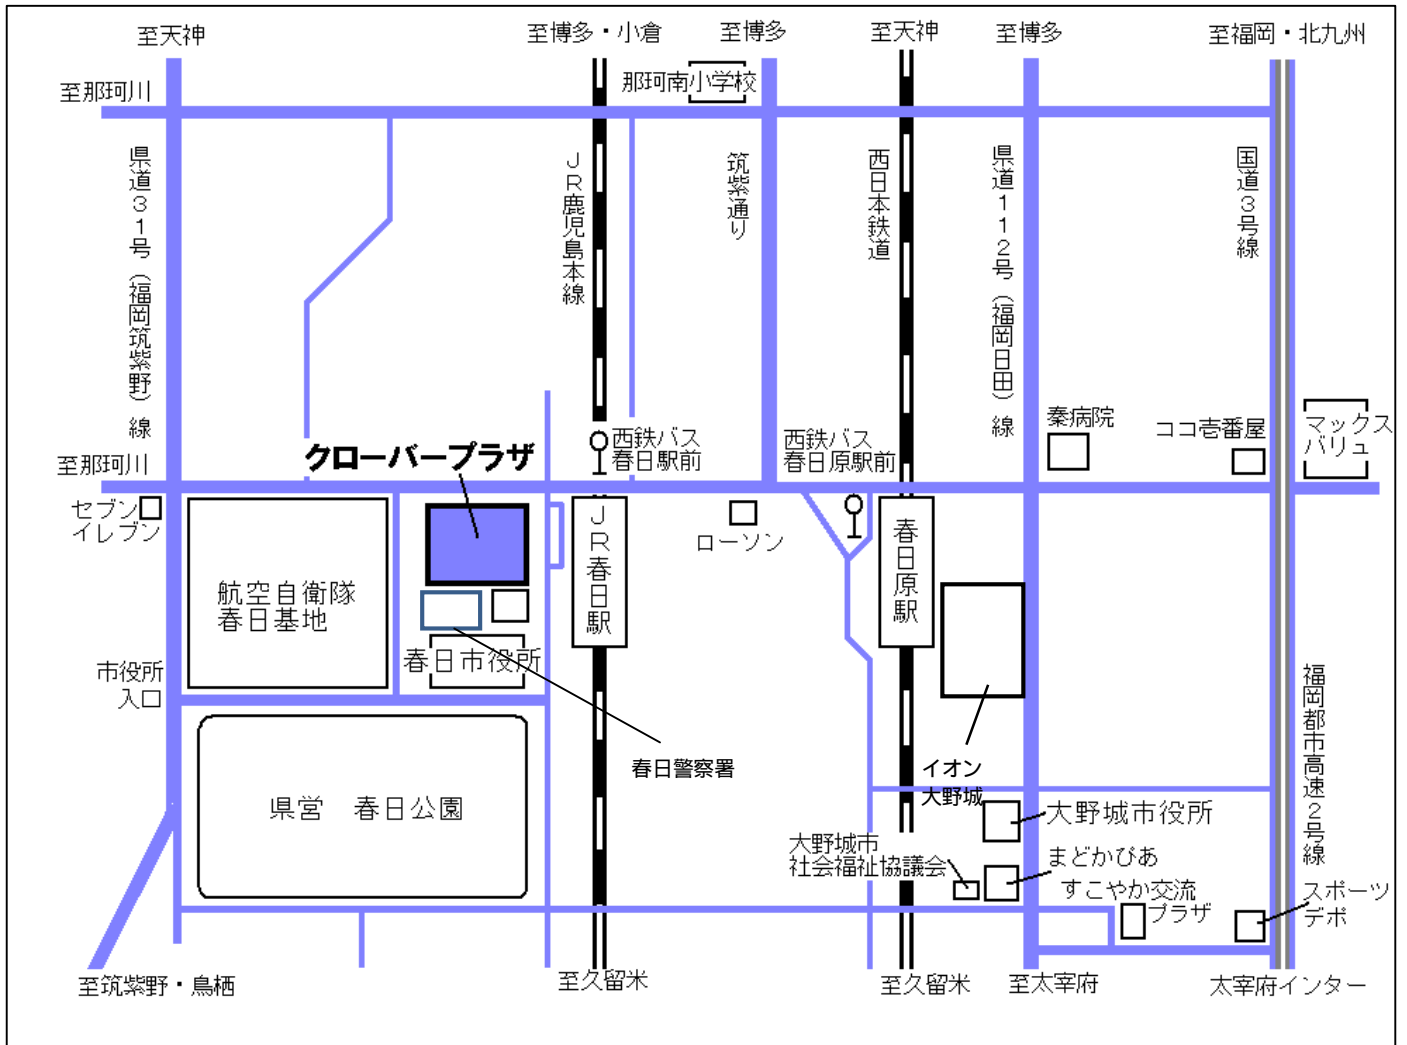 至天神
至博多・小倉
至博多
至天神
至博多
至福岡・北九州
至那珂川
那珂南小学校
県道31号(福岡筑紫野)線
JR鹿児島本線
筑紫通り
西日本鉄道
県道112号(福岡日田)線
国道3号線
クローバープラザ
西鉄バス
春日駅前
西鉄バス
春日原駅前
秦病院
ココ壱番屋
マックス
バリュ
至那珂川
セブン
イレブン
JR春日駅
ローソン
春日原駅
航空自衛隊
春日基地
春日市役所
市役所
入口
春日警察署
イオン
大野城
福岡都市高速2号線
県営 春日公園
大野城市役所
大野城市
社会福祉協議会
まどかぴあ
すこやか交流
プラザ
スポーツ
デポ
至筑紫野・鳥栖
至久留米
至久留米
至太宰府
太宰府インター